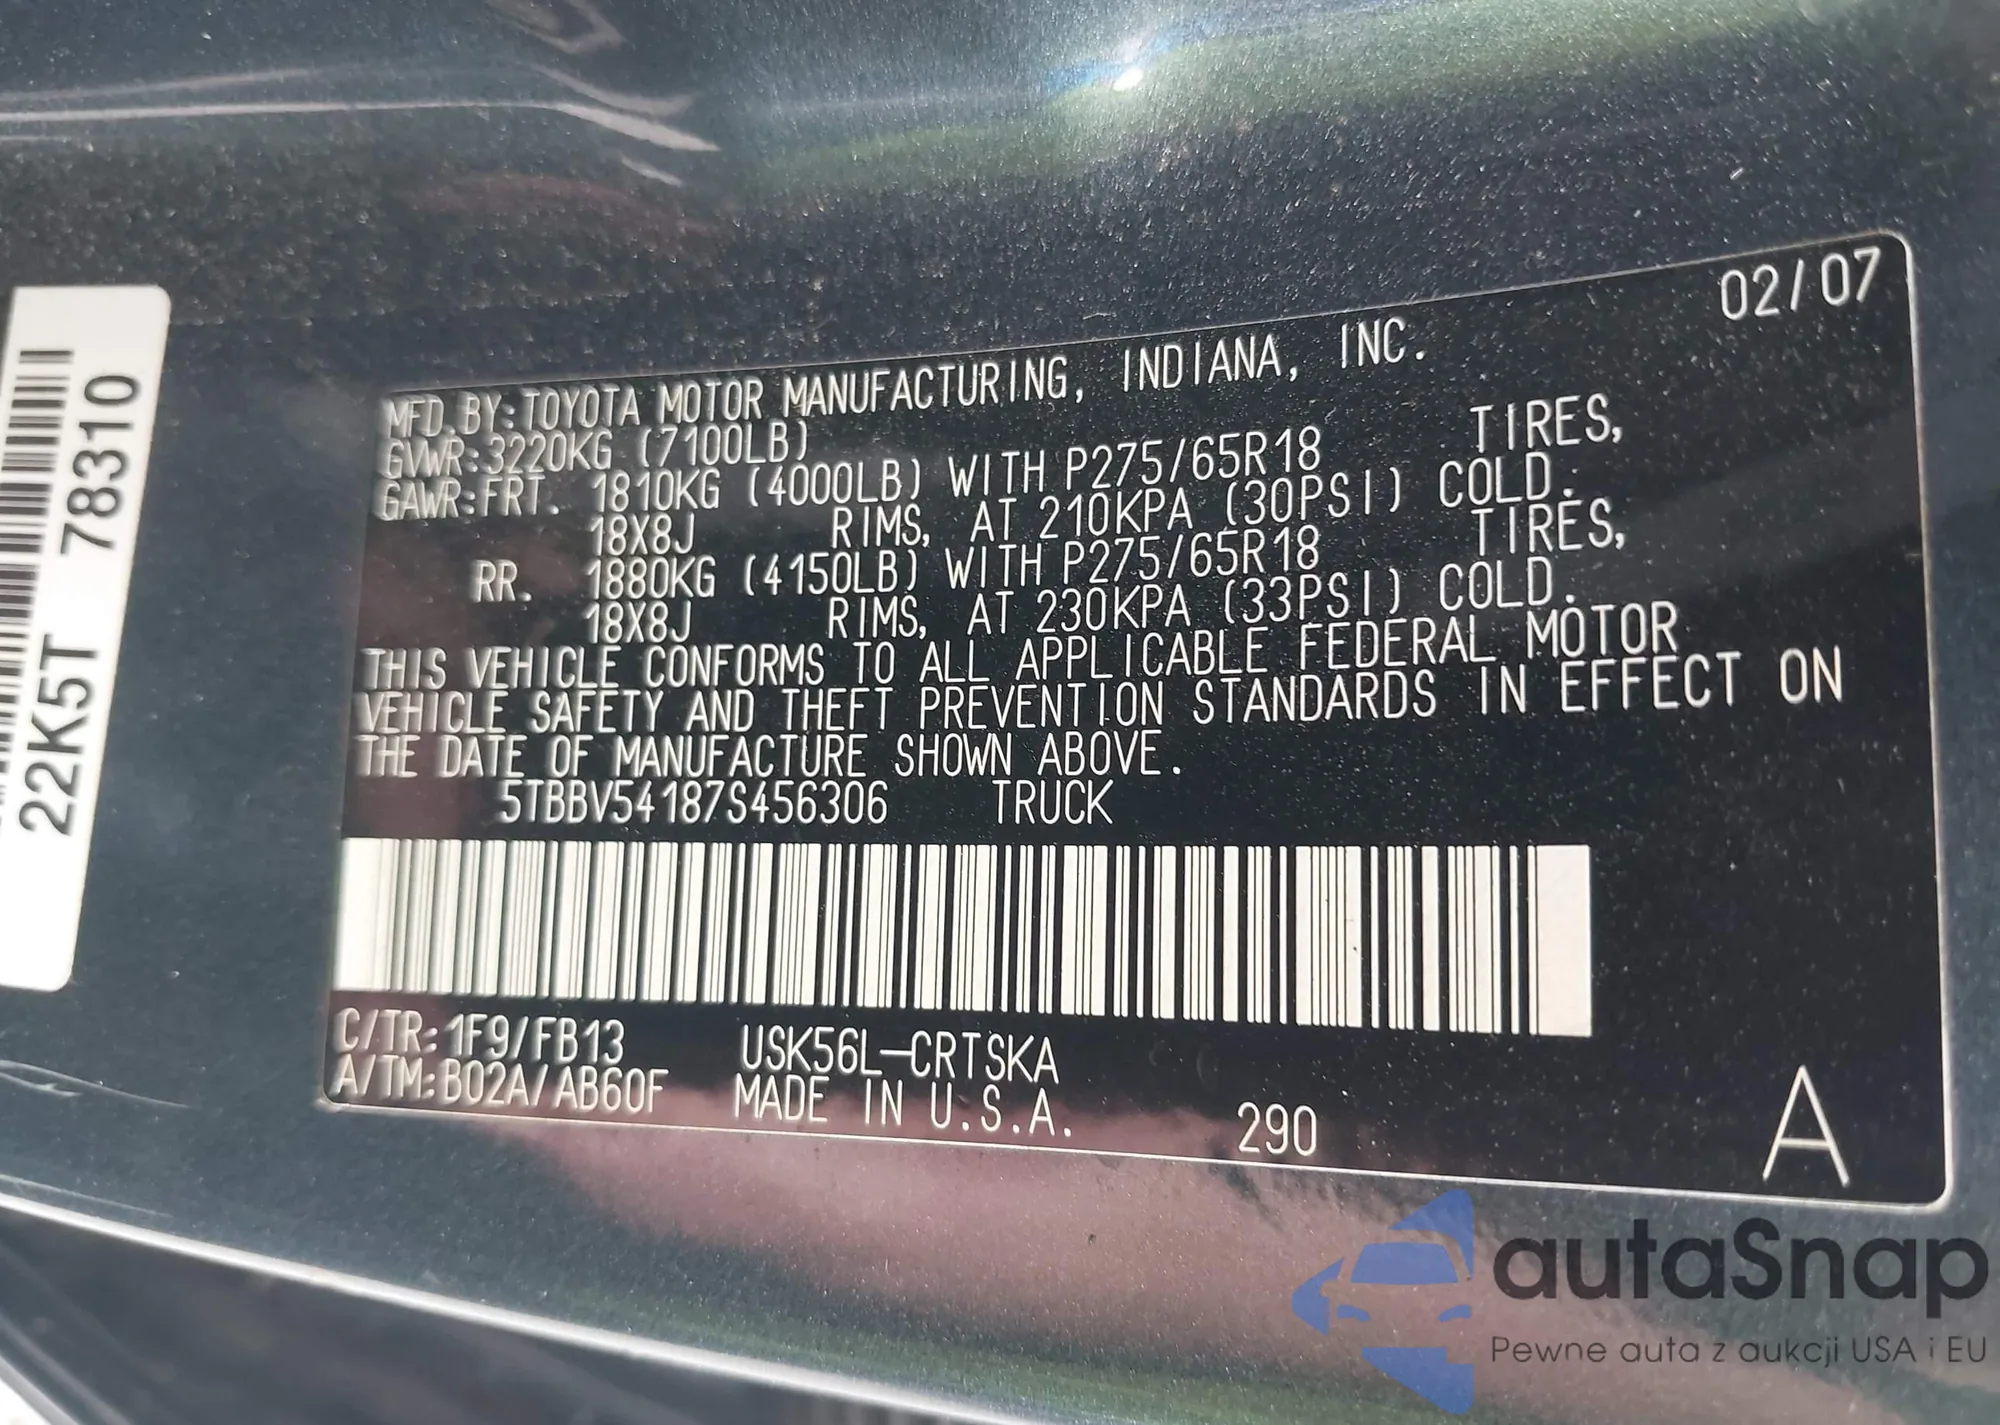 02/07
MFD.BY:TOYOTA MOTOR MANUFACTURING, INDIANA, INC.
GVWR:3220KG (7100LB)
GAWR:FRT. 1810KG (4000LB) WITH P275/65R18 TIRES,
18X8J RIMS, AT 210KPA (30PSI) COLD.
RR. 1880KG (4150LB) WITH P275/65R18 TIRES,
18X8J RIMS, AT 230KPA (33PSI) COLD.
THIS VEHICLE CONFORMS TO ALL APPLICABLE FEDERAL MOTOR
VEHICLE SAFETY AND THEFT PREVENTION STANDARDS IN EFFECT ON
THE DATE OF MANUFACTURE SHOWN ABOVE.
5TBBV54187S456306 TRUCK
C/TR:1F9/FB13 USK56L-CRTSKA
A/TM:B02A/AB60F MADE IN U.S.A. 290
A
22K5T 78310
autaSnap
Pewne auta z aukcji USA i EU